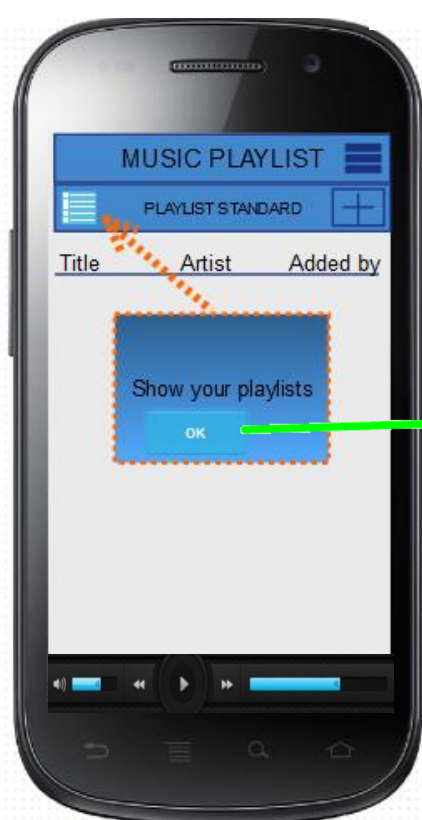 MUSIC PLAYLIST
PLAYLIST STANDARD
Title Artist Added by
Show your playlists
OK